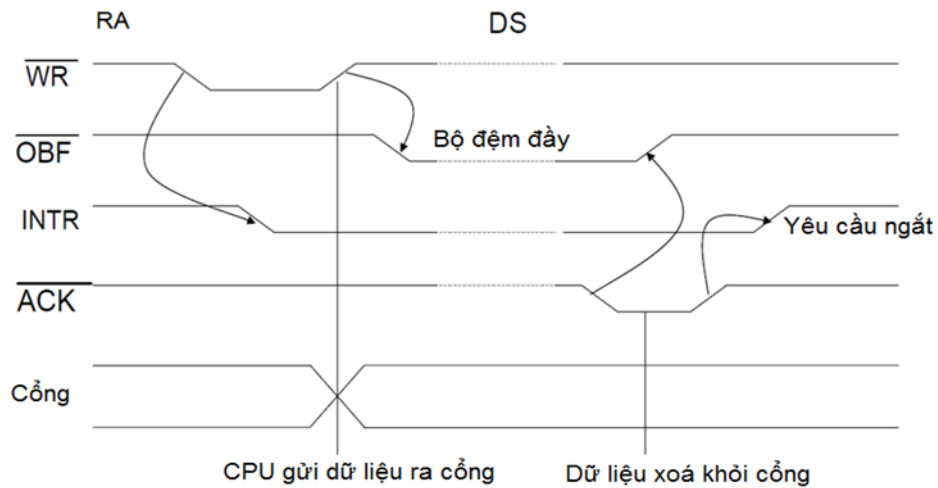 RA
DS
WR
OBF
Bộ đệm đầy
INTR
Yêu cầu ngắt
ACK
Cổng
CPU gửi dữ liệu ra cổng
Dữ liệu xoá khỏi cổng